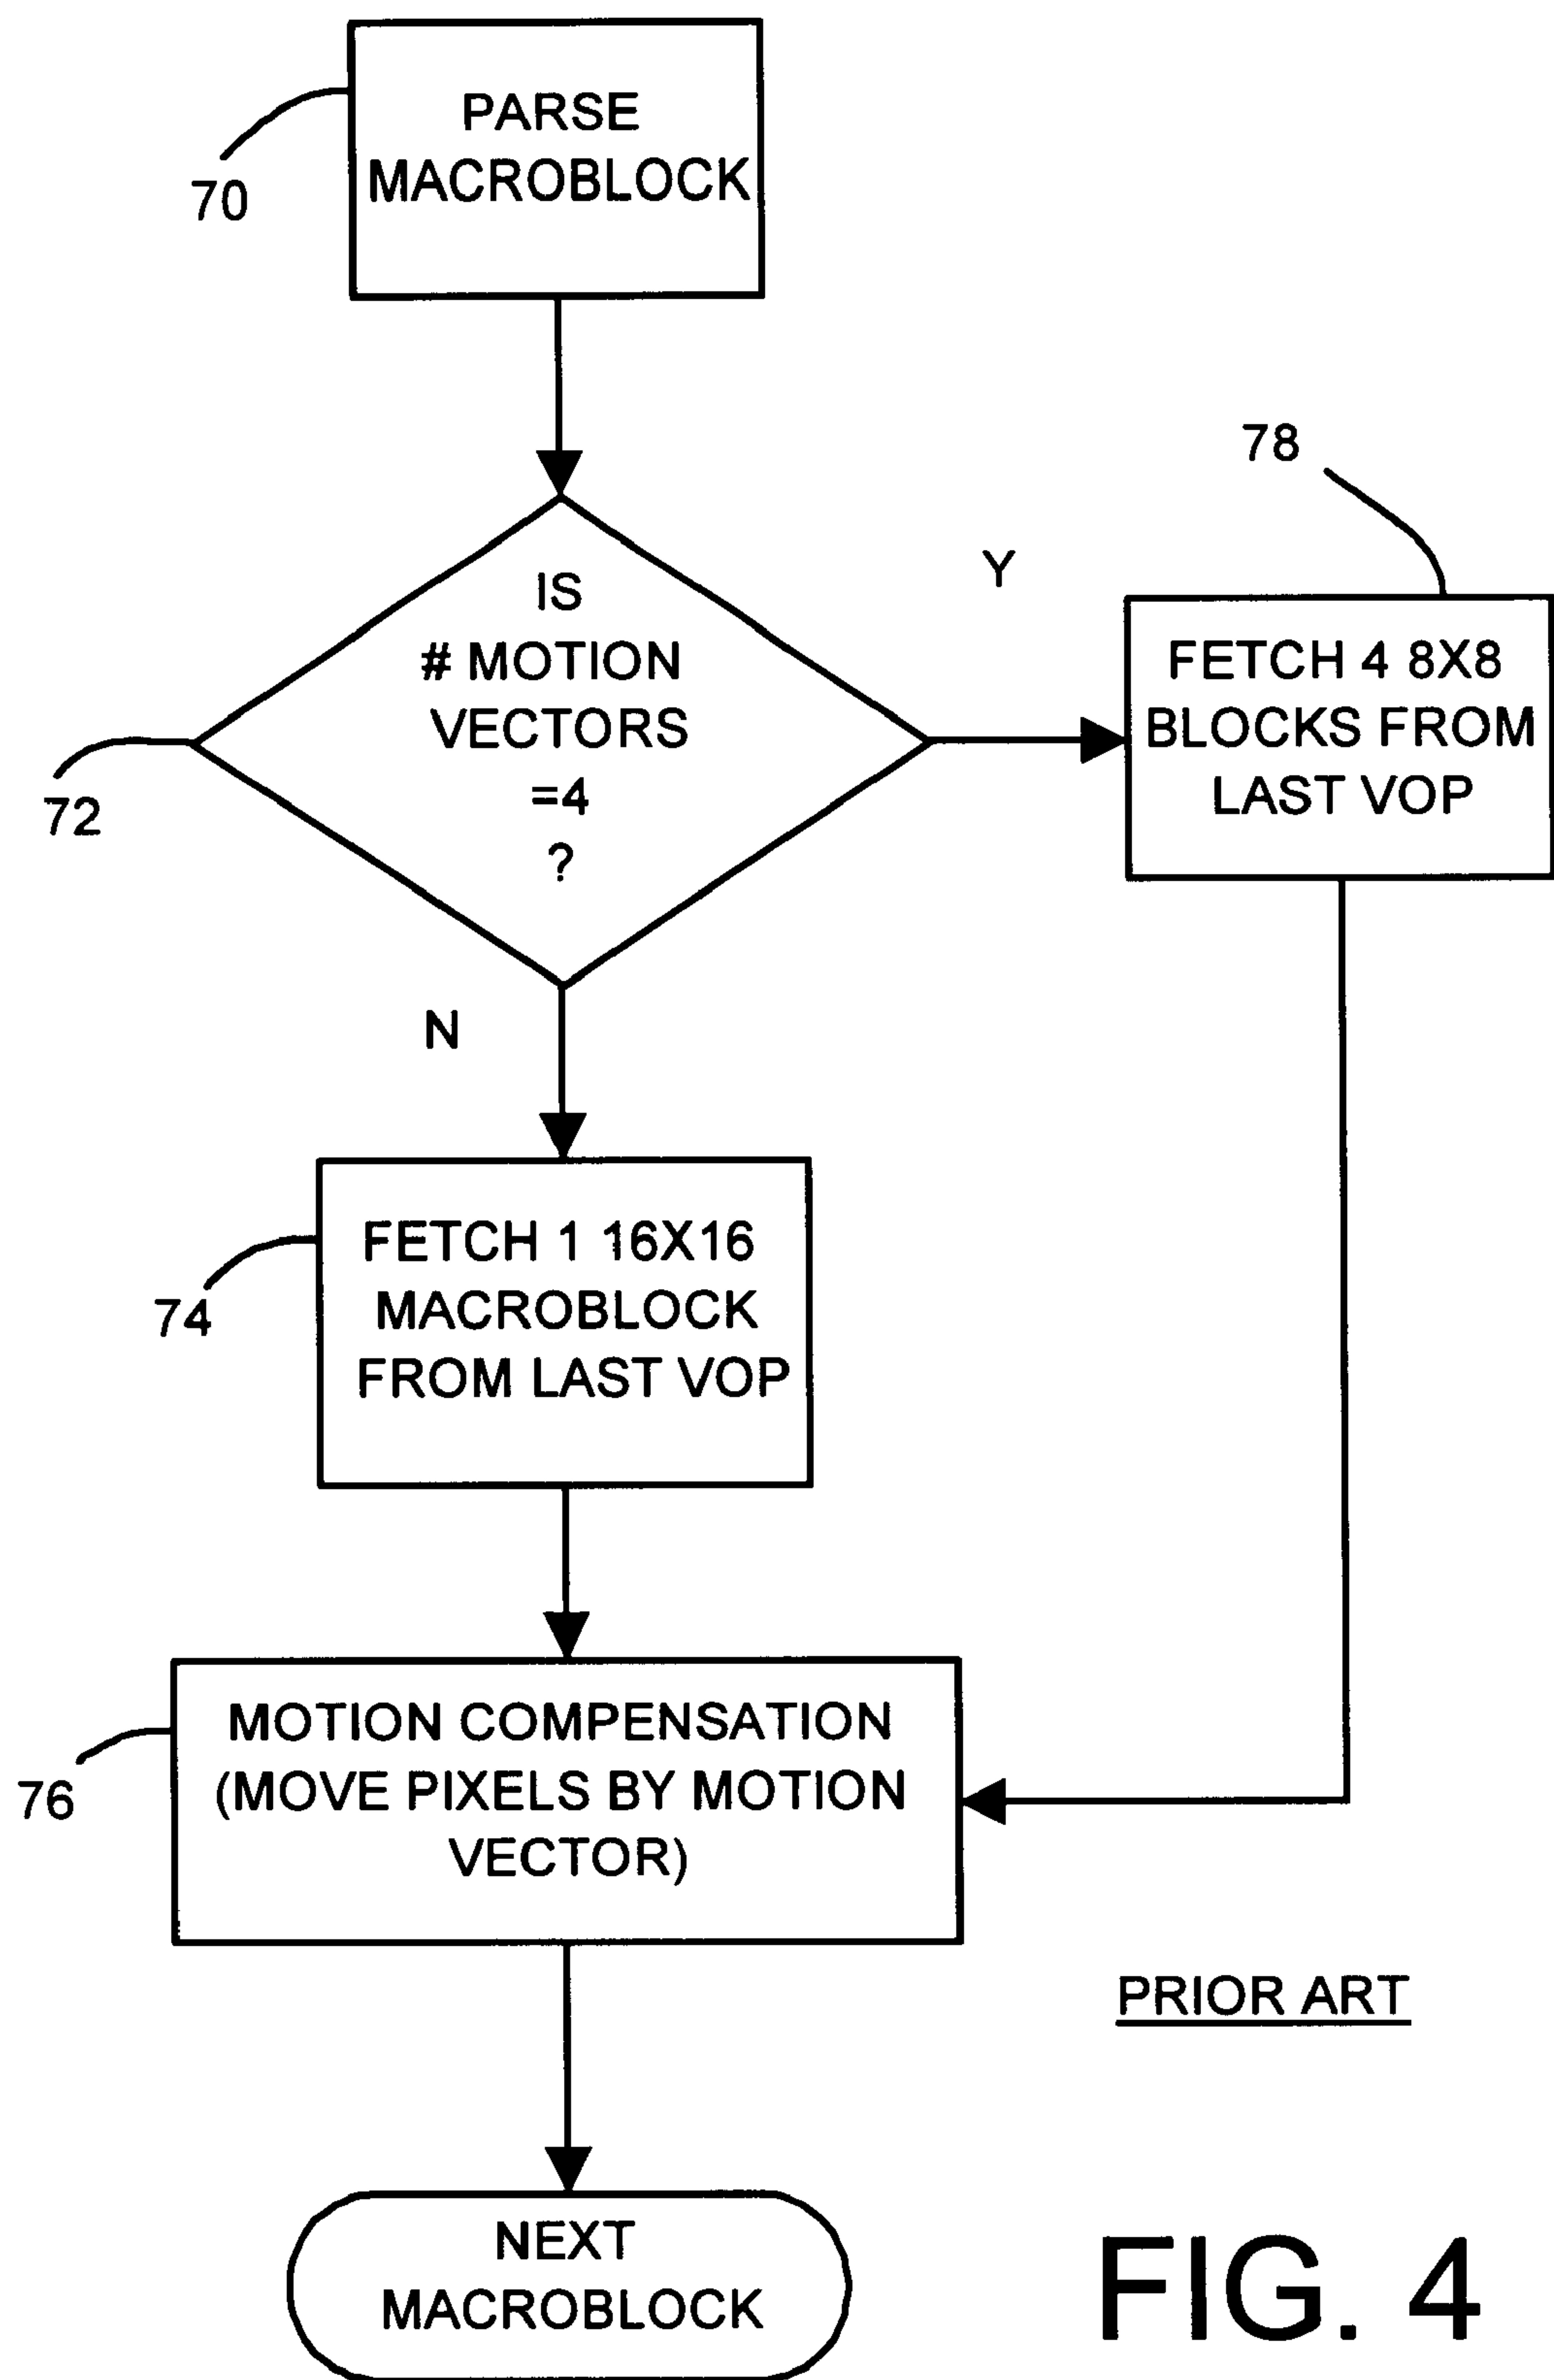 PARSE
MACROBLOCK
70
78
IS
# MOTION
VECTORS
=4
?
72
Y
FETCH 4 8X8
BLOCKS FROM
LAST VOP
N
FETCH 1 16X16
MACROBLOCK
FROM LAST VOP
74
MOTION COMPENSATION
(MOVE PIXELS BY MOTION
VECTOR)
76
PRIOR ART
NEXT
MACROBLOCK
FIG. 4